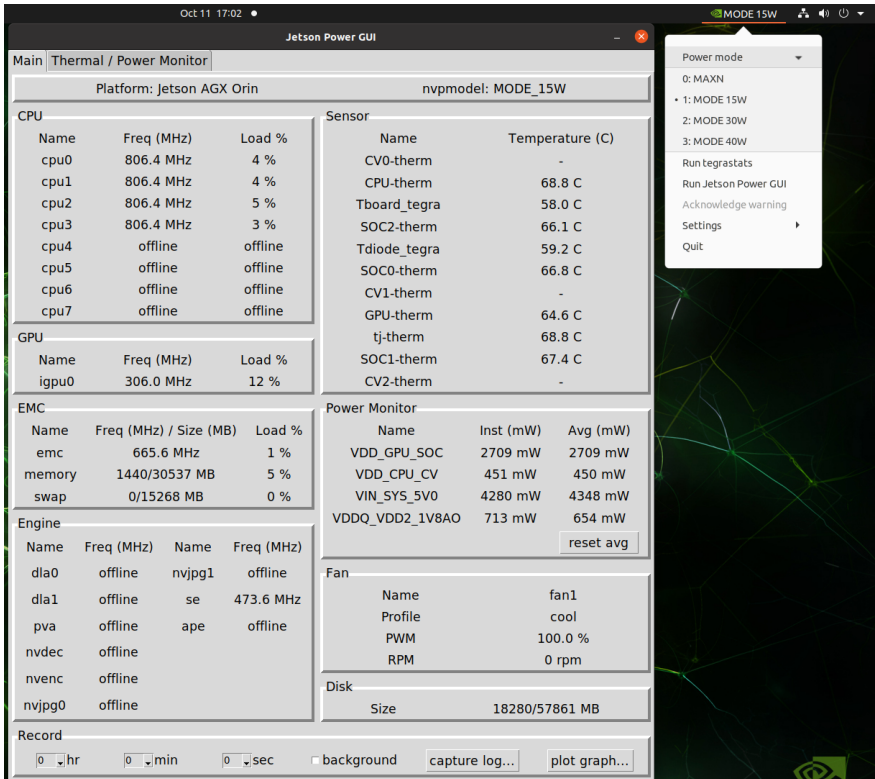 Oct 11 17:02
MODE 15W
Jetson Power GUI
Main Thermal / Power Monitor
Platform: Jetson AGX Orin nvpmodel: MODE_15W
CPU
Name Freq (MHz) Load %
cpu0 806.4 MHz 4 %
cpu1 806.4 MHz 4 %
cpu2 806.4 MHz 5 %
cpu3 806.4 MHz 3 %
cpu4 offline offline
cpu5 offline offline
cpu6 offline offline
cpu7 offline offline
GPU
Name Freq (MHz) Load %
igpu0 306.0 MHz 12 %
EMC
Name Freq (MHz) / Size (MB) Load %
emc 665.6 MHz 1 %
memory 1440/30537 MB 5 %
swap 0/15268 MB 0 %
Engine
Name Freq (MHz) Name Freq (MHz)
dla0 offline nvjpg1 offline
dla1 offline se 473.6 MHz
pva offline ape offline
nvdec offline
nvenc offline
nvjpg0 offline
Sensor
Name Temperature (C)
CV0-therm -
CPU-therm 68.8 C
Tboard_tegra 58.0 C
SOC2-therm 66.1 C
Tdiode_tegra 59.2 C
SOC0-therm 66.8 C
CV1-therm -
GPU-therm 64.6 C
tj-therm 68.8 C
SOC1-therm 67.4 C
CV2-therm -
Power Monitor
Name Inst (mW) Avg (mW)
VDD_GPU_SOC 2709 mW 2709 mW
VDD_CPU_CV 451 mW 450 mW
VIN_SYS_5V0 4280 mW 4348 mW
VDDQ_VDD2_1V8AO 713 mW 654 mW
reset avg
Fan
Name fan1
Profile cool
PWM 100.0 %
RPM 0 rpm
Disk
Size 18280/57861 MB
Record
0 hr 0 min 0 sec background capture log... plot graph...
Power mode
0: MAXN
• 1: MODE 15W
2: MODE 30W
3: MODE 40W
Run tegrastats
Run Jetson Power GUI
Acknowledge warning
Settings
Quit